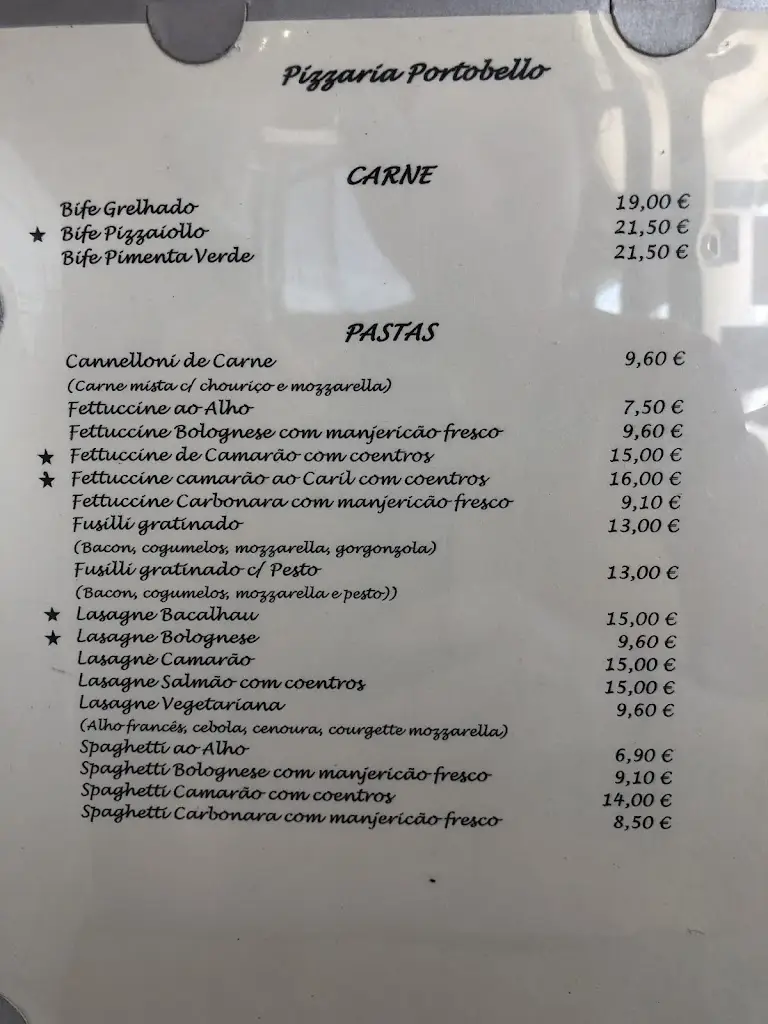 Pizzaria Portobello
CARNE
Bife Grelhado 19,00 €
★ Bife Pizzaiollo 21,50 €
Bife Pimenta Verde 21,50 €
PASTAS
Cannelloni de Carne 9,60 €
(Carne mista c/ chouriço e mozzarella)
Fettuccine ao Alho 7,50 €
Fettuccine Bolognese com manjericão fresco 9,60 €
★ Fettuccine de Camarão com coentros 15,00 €
★ Fettuccine camarão ao Caril com coentros 16,00 €
Fettuccine Carbonara com manjericão fresco 9,10 €
Fusilli gratinado 13,00 €
(Bacon, cogumelos, mozzarella, gorgonzola)
Fusilli gratinado c/ Pesto 13,00 €
(Bacon, cogumelos, mozzarella e pesto))
★ Lasagne Bacalhau 15,00 €
★ Lasagne Bolognese 9,60 €
Lasagnè Camarão 15,00 €
Lasagne Salmão com coentros 15,00 €
Lasagne Vegetariana 9,60 €
(Alho francês, cebola, cenoura, courgette mozzarella)
Spaghetti ao Alho 6,90 €
Spaghetti Bolognese com manjericão fresco 9,10 €
Spaghetti Camarão com coentros 14,00 €
Spaghetti Carbonara com manjericão fresco 8,50 €